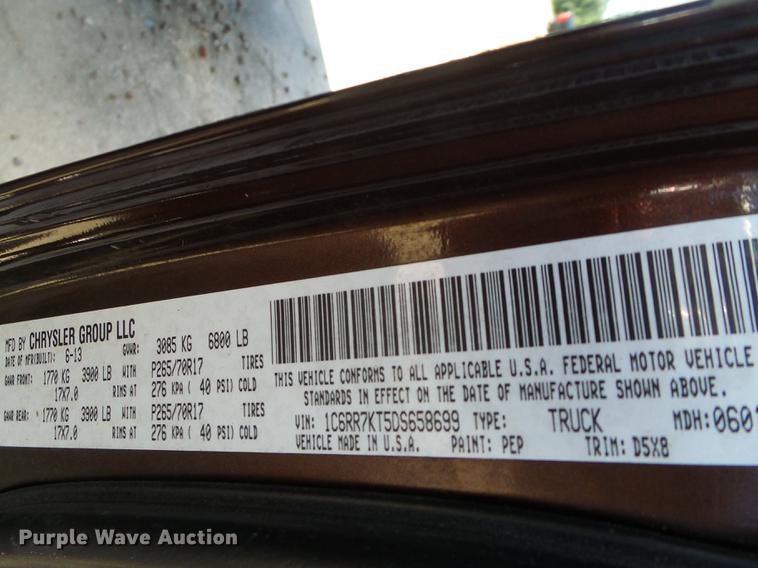 MFD BY CHRYSLER GROUP LLC
DATE OF MFR(BUILT): 6-13 GVWR: 3085 KG 6800 LB
GAWR FRONT: 1770 KG 3900 LB WITH P265/70R17 TIRES
17X7.0 RIMS AT 276 KPA ( 40 PSI) COLD
GAWR REAR: 1770 KG 3900 LB WITH P265/70R17 TIRES
17X7.0 RIMS AT 276 KPA ( 40 PSI) COLD
THIS VEHICLE CONFORMS TO ALL APPLICABLE U.S.A. FEDERAL MOTOR VEHICLE
STANDARDS IN EFFECT ON THE DATE OF MANUFACTURE SHOWN ABOVE.
VIN: 1C6RR7KT5DS658699 TYPE: TRUCK MDH:0601
VEHICLE MADE IN U.S.A. PAINT: PEP TRIM: D5X8
Purple Wave Auction